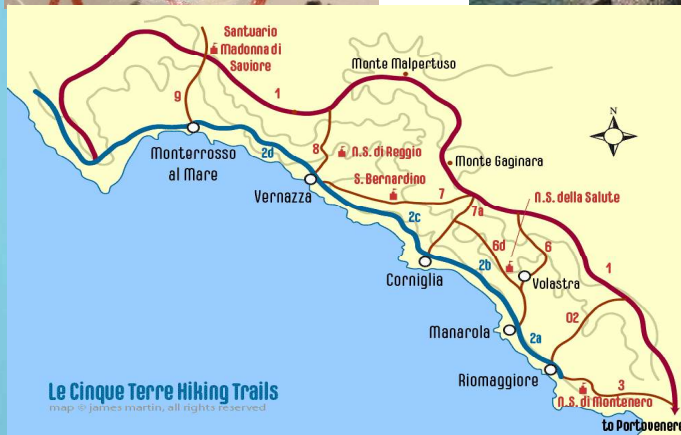 Santuario
Madonna di
Saviore
Monte Malpertuso
N
9
1
Monterrosso
al Mare
2d
8
N.S. di Reggio
Monte Gaginara
S. Bernardino
7
N.S. della Salute
Vernazza
7a
2c
6d
6
2b
1
Corniglia
Volastra
02
Manarola
2a
Riomaggiore
3
N.S. di Montenero
Le Cinque Terre Hiking Trails
map © james martin, all rights reserved
to Portovenere